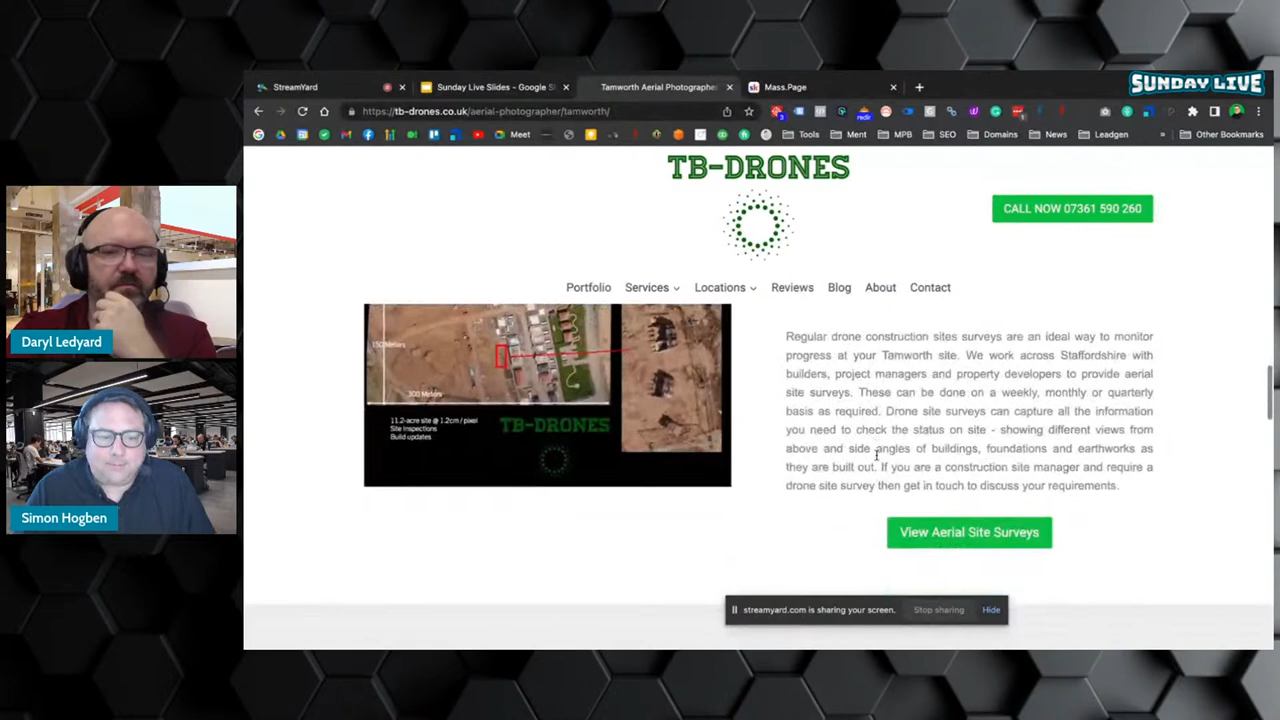 SUNDAY LIVE
StreamYard
Sunday Live Slides - Google S
Tamworth Aerial Photographe
Mass.Page
https://tb-drones.co.uk/aerial-photographer/tamworth/
Meet
Tools
Ment
MPB
SEO
Domains
News
Leadgen
Other Bookmarks
TB-DRONES
CALL NOW 07361 590 260
Portfolio Services Locations Reviews Blog About Contact
150 Meters
300 Meters
11.2-acre site @ 1.2cm / pixel
Site Inspections
Build updates
TB-DRONES
Regular drone construction sites surveys are an ideal way to monitor
progress at your Tamworth site. We work across Staffordshire with
builders, project managers and property developers to provide aerial
site surveys. These can be done on a weekly, monthly or quarterly
basis as required. Drone site surveys can capture all the information
you need to check the status on site - showing different views from
above and side angles of buildings, foundations and earthworks as
they are built out. If you are a construction site manager and require a
drone site survey then get in touch to discuss your requirements.
View Aerial Site Surveys
streamyard.com is sharing your screen. Stop sharing Hide
Daryl Ledyard
Simon Hogben